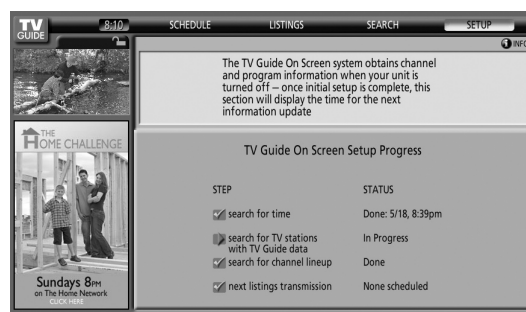 TV
GUIDE
8:10
SCHEDULE LISTINGS SEARCH SETUP
INFO
The TV Guide On Screen system obtains channel
and program information when your unit is
turned off – once initial setup is complete, this
section will display the time for the next
information update
THE
HOME CHALLENGE
Sundays 8PM
on The Home Network
CLICK HERE
TV Guide On Screen Setup Progress
STEP STATUS
search for time Done: 5/18, 8:39pm
search for TV stations In Progress
with TV Guide data
search for channel lineup Done
next listings transmission None scheduled